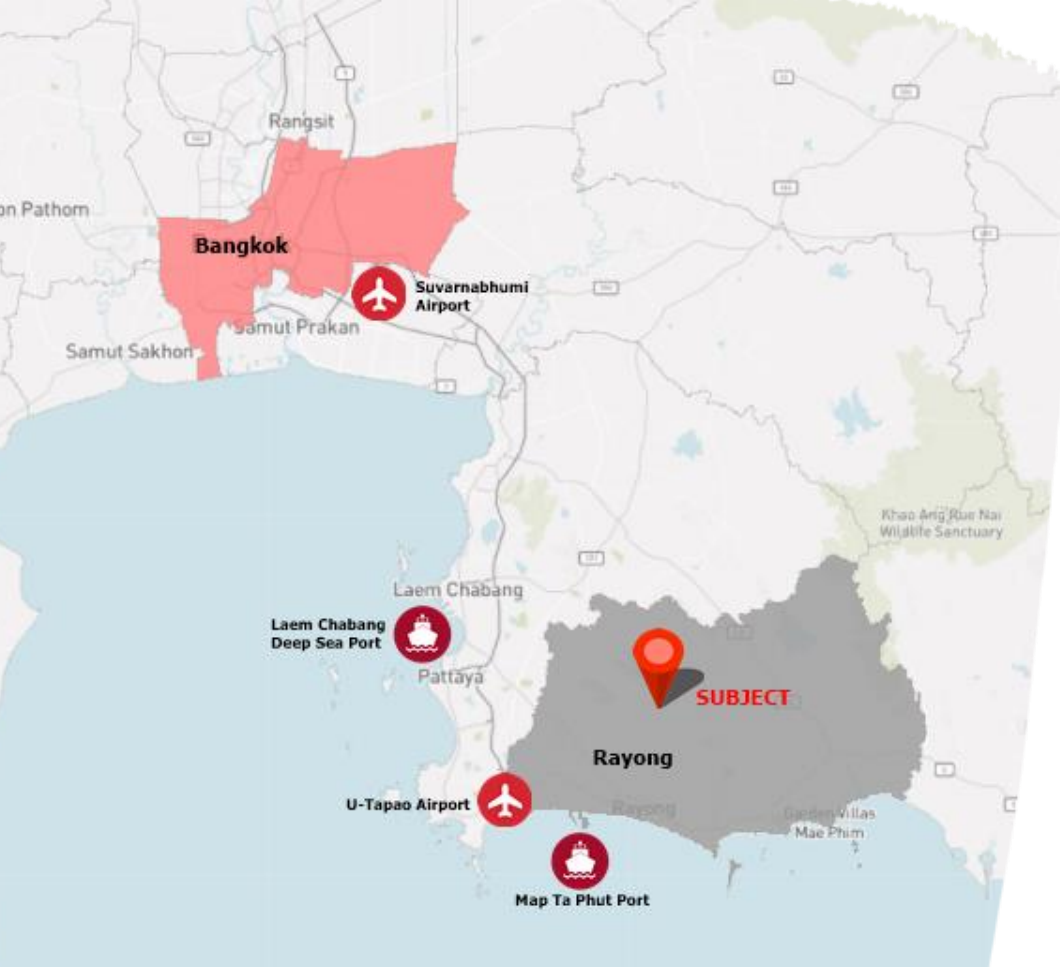 Rangsit
on Pathom
Bangkok
Suvarnabhumi
Airport
Samut Prakan
Samut Sakhon
Khao Ang Rue Nai
Wildlife Sanctuary
Laem Chabang
Laem Chabang
Deep Sea Port
Pattaya
SUBJECT
Rayong
U-Tapao Airport
Rayong
Garden Villas
Mae Phim
Map Ta Phut Port